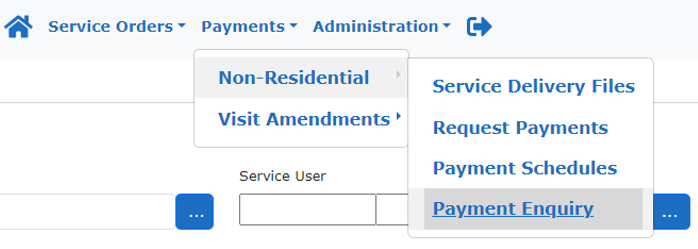 Service Orders Payments Administration
Non-Residential
Visit Amendments
Service Delivery Files
Request Payments
Payment Schedules
Payment Enquiry
Service User
...
...